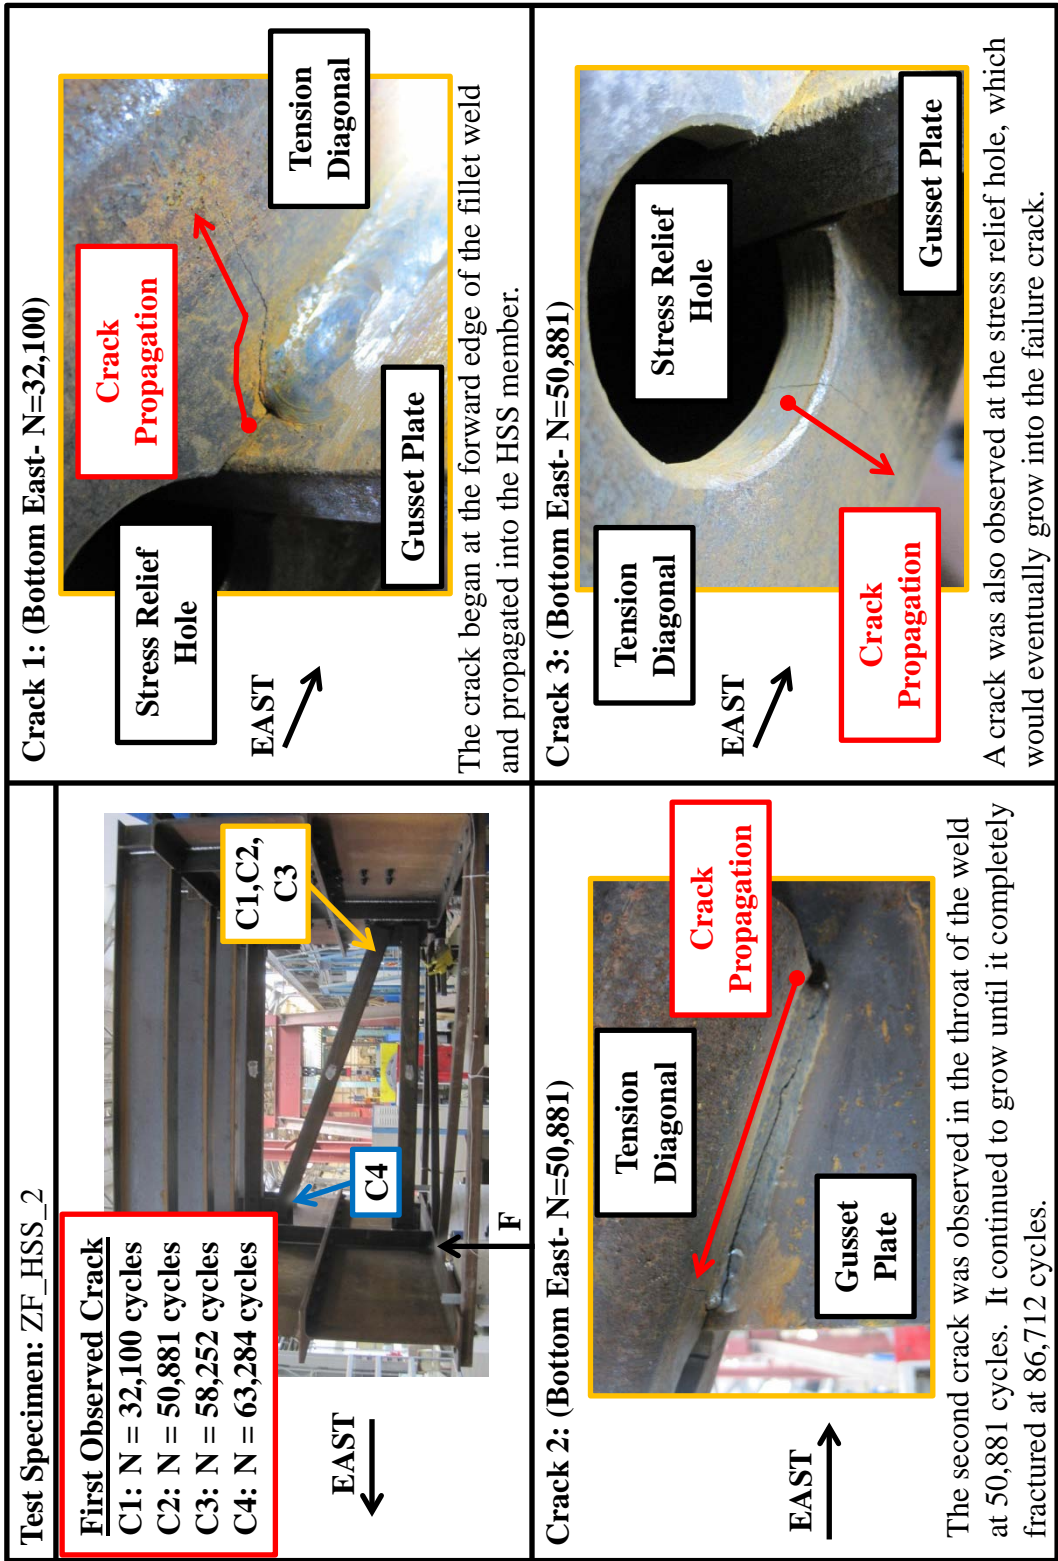 Test Specimen: ZF_HSS_2
First Observed Crack
C1: N = 32,100 cycles
C2: N = 50,881 cycles
C3: N = 58,252 cycles
C4: N = 63,284 cycles
C1,C2,
C3
C4
EAST
F
Crack 1: (Bottom East- N=32,100)
Stress Relief
Hole
Crack
Propagation
Tension
Diagonal
Gusset Plate
EAST
The crack began at the forward edge of the fillet weld
and propagated into the HSS member.
Crack 2: (Bottom East- N=50,881)
Tension
Diagonal
Crack
Propagation
Gusset
Plate
EAST
The second crack was observed in the throat of the weld
at 50,881 cycles. It continued to grow until it completely
fractured at 86,712 cycles.
Crack 3: (Bottom East- N=50,881)
Tension
Diagonal
Stress Relief
Hole
Crack
Propagation
Gusset Plate
EAST
A crack was also observed at the stress relief hole, which
would eventually grow into the failure crack.